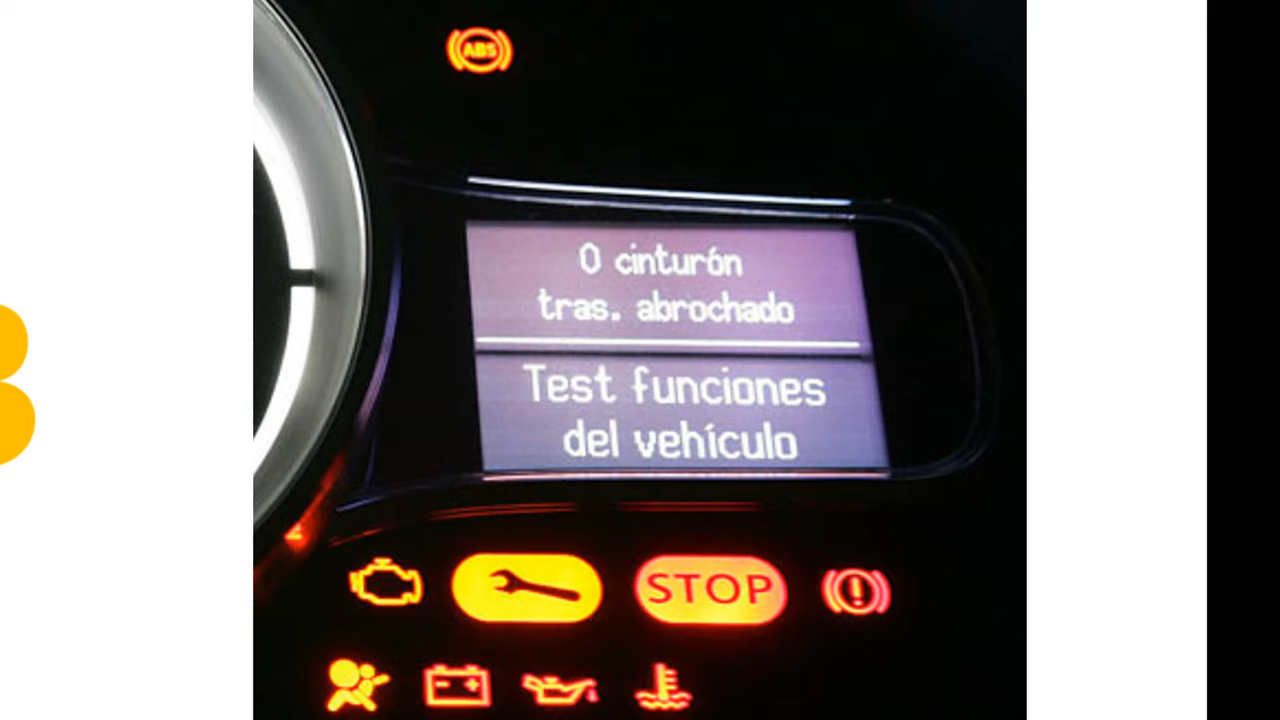 ABS
0 cinturón
tras. abrochado
Test funciones
del vehículo
STOP